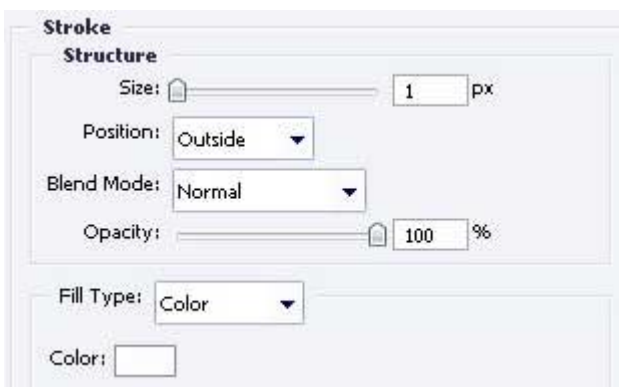 Stroke
Structure
Size: 1 px
Position: Outside
Blend Mode: Normal
Opacity: 100 %
Fill Type: Color
Color: